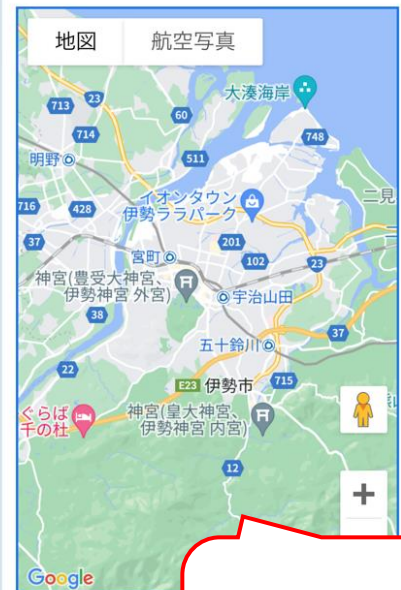 地図 航空写真
大湊海岸
713
23
60
714
748
511
明野
イオンタウン
伊勢ララパーク
二見
716
428
37
201
宮町
102
23
神宮(豊受大神宮、
伊勢神宮 外宮)
宇治山田
38
37
五十鈴川
22
E23 伊勢市
715
ぐらば
千の杜
神宮(皇大神宮、
伊勢神宮 内宮)
12
+
Google